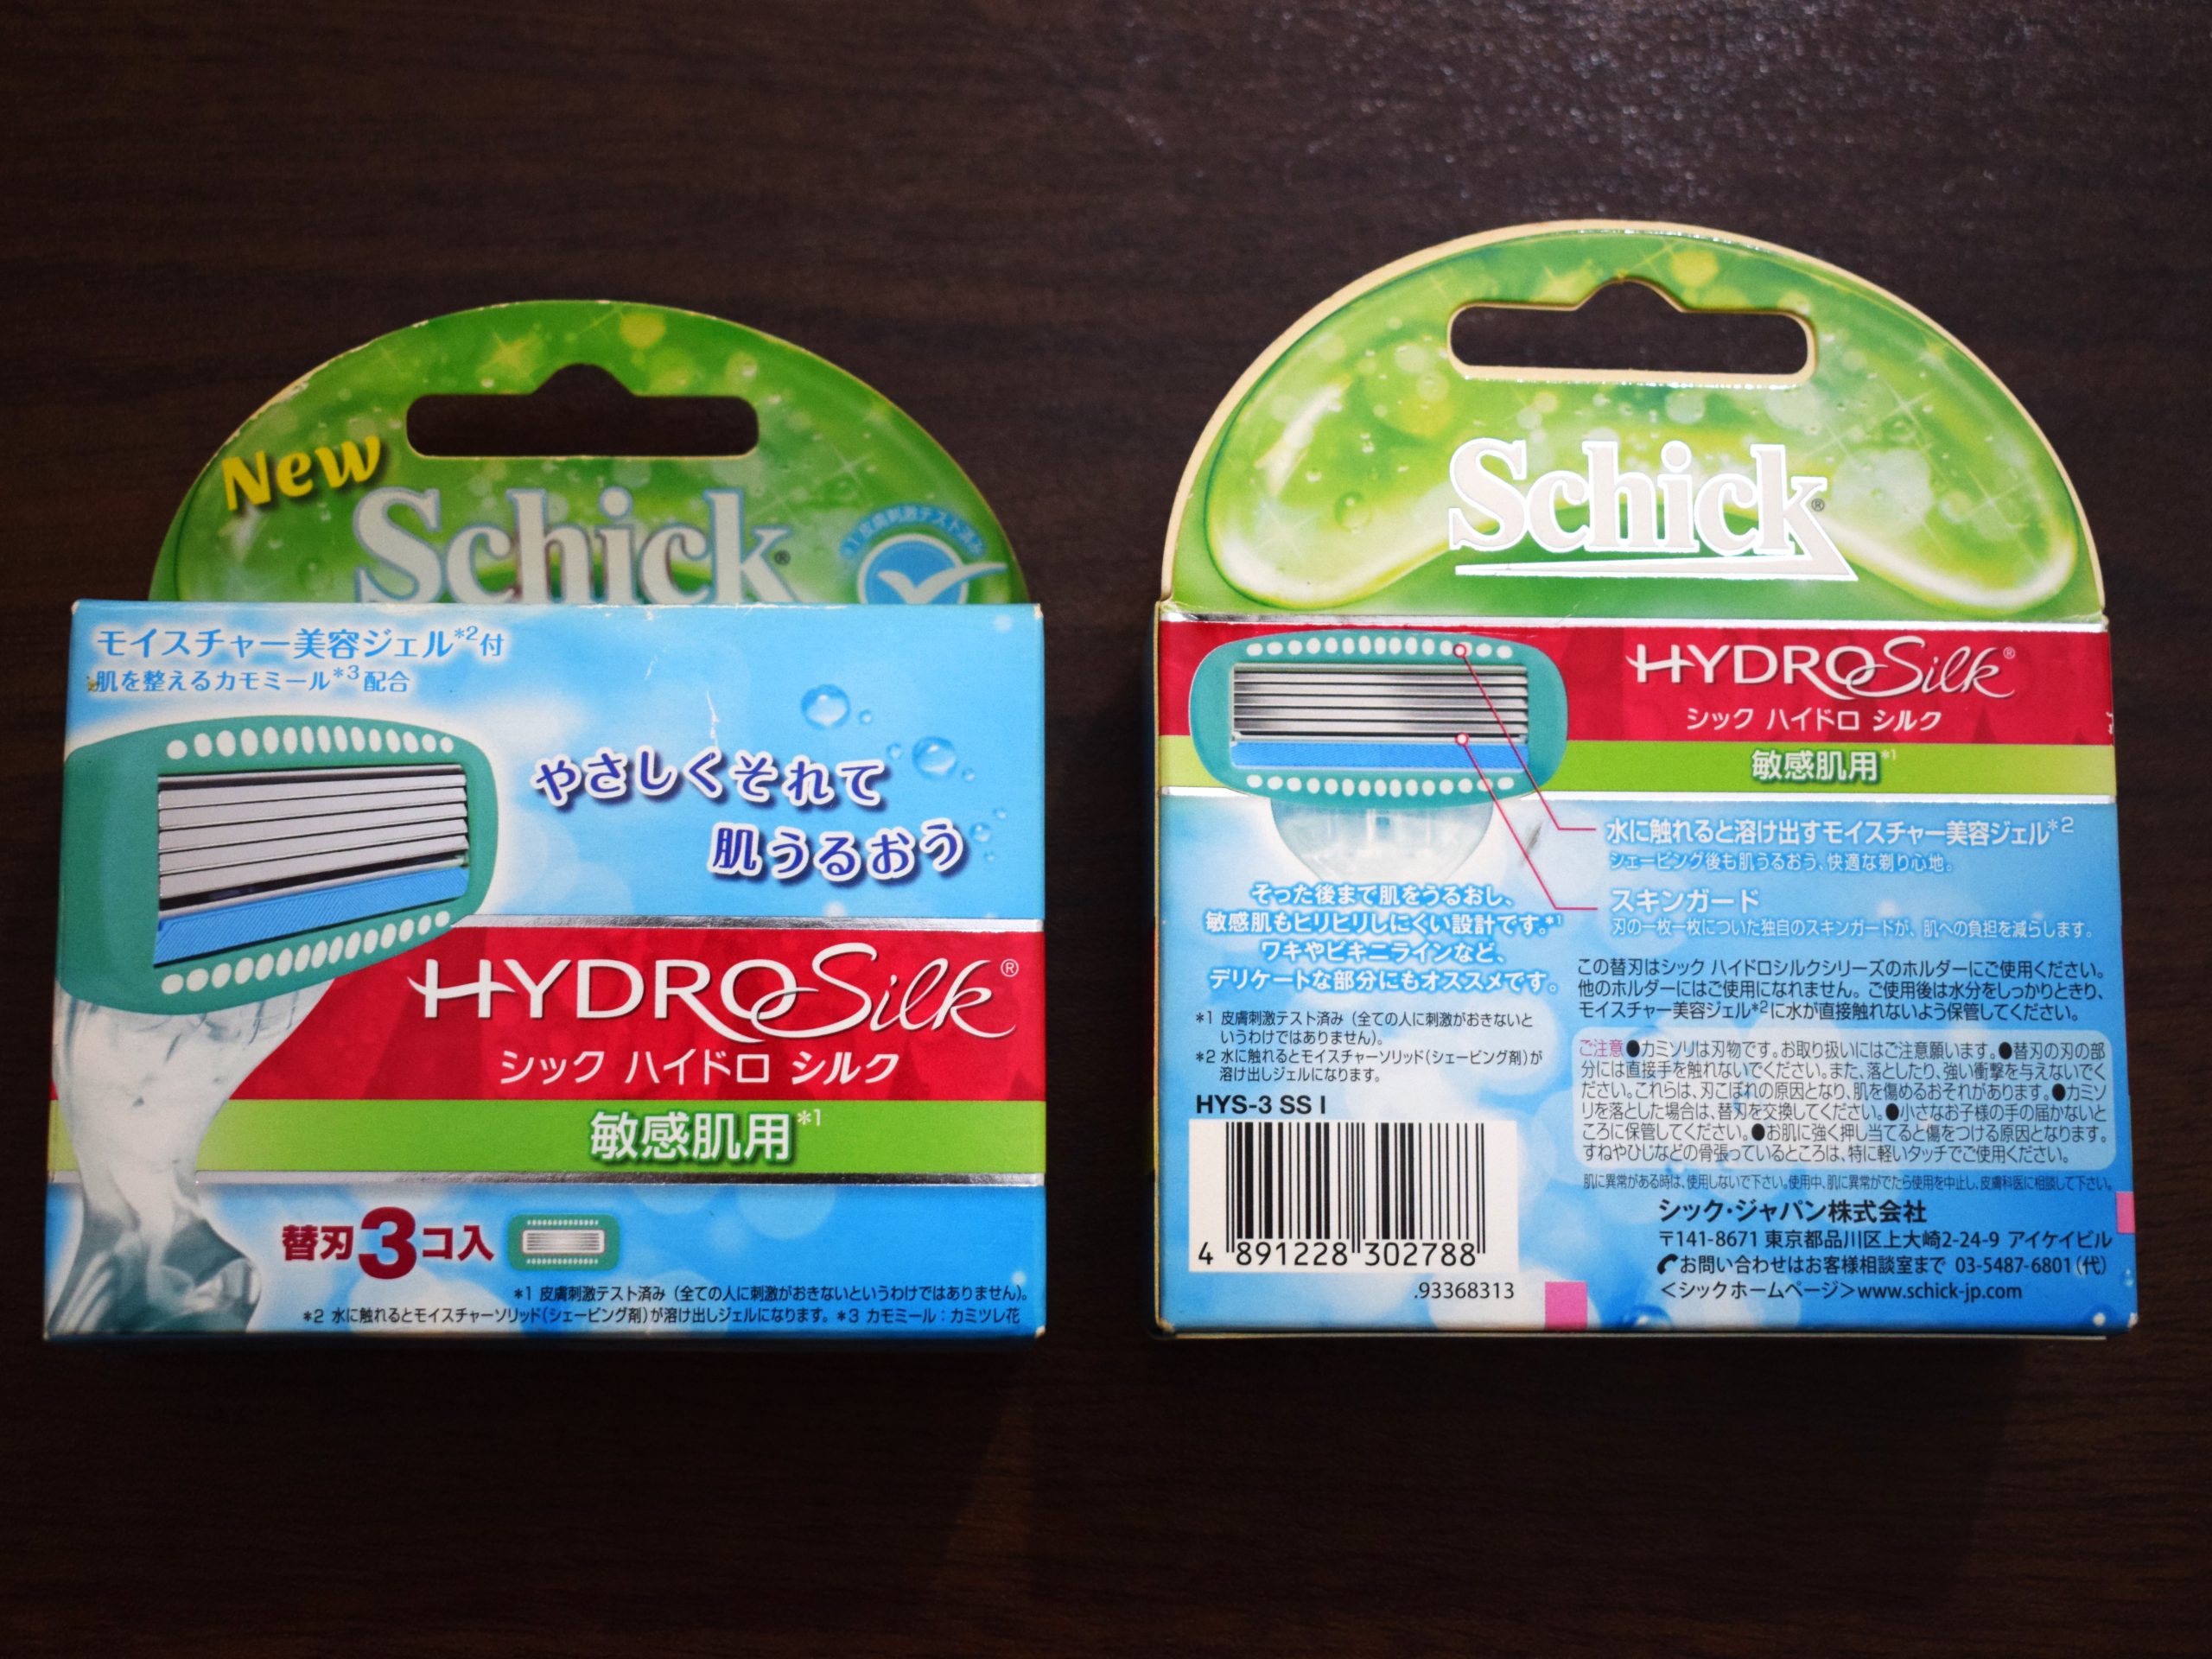 New
Schick®
*1 皮膚刺激テスト済み
モイスチャー美容ジェル*2付
肌を整えるカモミール*3配合
やさしくそれて
肌うるおう
HYDRO Silk®
シック ハイドロ シルク
敏感肌用*1
替刃3コ入
*1 皮膚刺激テスト済み（全ての人に刺激がおきないというわけではありません）。
*2 水に触れるとモイスチャーソリッド（シェービング剤）が溶け出しジェルになります。*3 カモミール：カミツレ花
Schick®
HYDRO Silk®
シック ハイドロ シルク
敏感肌用*1
水に触れると溶け出すモイスチャー美容ジェル*2
シェービング後も肌うるおう、快適な剃り心地。
スキンガード
刃の一枚一枚についた独自のスキンガードが、肌への負担を減らします。
そった後まで肌をうるおし、
敏感肌もヒリヒリしにくい設計です。*1
ワキやビキニラインなど、
デリケートな部分にもオススメです。
*1 皮膚刺激テスト済み（全ての人に刺激がおきないと
いうわけではありません）。
*2 水に触れるとモイスチャーソリッド（シェービング剤）が
溶け出しジェルになります。
HYS-3 SS I
4 891228 302788
.93368313
この替刃はシック ハイドロシルクシリーズのホルダーにご使用ください。
他のホルダーにはご使用になれません。ご使用後は水分をしっかりときり、
モイスチャー美容ジェル*2に水が直接触れないよう保管してください。
ご注意●カミソリは刃物です。お取り扱いにはご注意願います。●替刃の刃の部
分には直接手を触れないでください。また、落としたり、強い衝撃を与えないでく
ださい。これらは、刃こぼれの原因となり、肌を傷めるおそれがあります。●カミソ
リを落とした場合は、替刃を交換してください。●小さなお子様の手の届かないと
ころに保管してください。●お肌に強く押し当てると傷をつける原因となります。
すねやひじなどの骨張っているところは、特に軽いタッチでご使用ください。
肌に異常がある時は、使用しないで下さい。使用中、肌に異常がでたら使用を中止し、皮膚科医に相談して下さい。
シック・ジャパン株式会社
〒141-8671 東京都品川区上大崎2-24-9 アイケイビル
お問い合わせはお客様相談室まで 03-5487-6801（代）
＜シックホームページ＞www.schick-jp.com